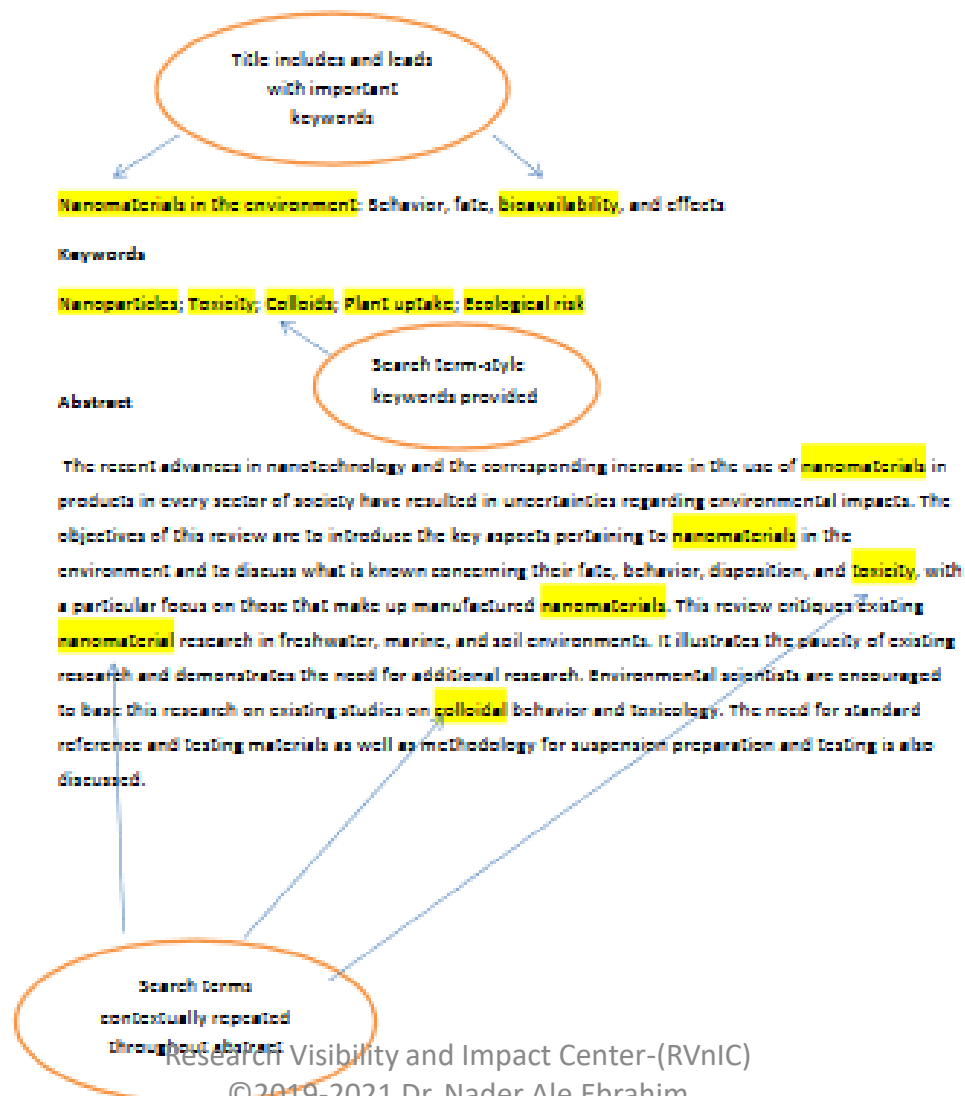 Title includes and leads
with important
keywords
Nanomaterials in the environment: Behavior, fate, bioavailability, and effects
Keywords
Nanoparticles; Toxicity; Colloids; Plant uptake; Ecological risk
Search term-style
keywords provided
Abstract
The recent advances in nanotechnology and the corresponding increase in the use of nanomaterials in
products in every sector of society have resulted in uncertainties regarding environmental impacts. The
objectives of this review are to introduce the key aspects pertaining to nanomaterials in the
environment and to discuss what is known concerning their fate, behavior, disposition, and toxicity, with
a particular focus on those that make up manufactured nanomaterials. This review critiques existing
nanomaterial research in freshwater, marine, and soil environments. It illustrates the paucity of existing
research and demonstrates the need for additional research. Environmental scientists are encouraged
to base this research on existing studies on colloidal behavior and toxicology. The need for standard
reference and testing materials as well as methodology for suspension preparation and testing is also
discussed.
Search terms
contextually repeated
throughout abstract
Research Visibility and Impact Center-(RVnIC)
©2019-2021 Dr. Nader Ale Ebrahim